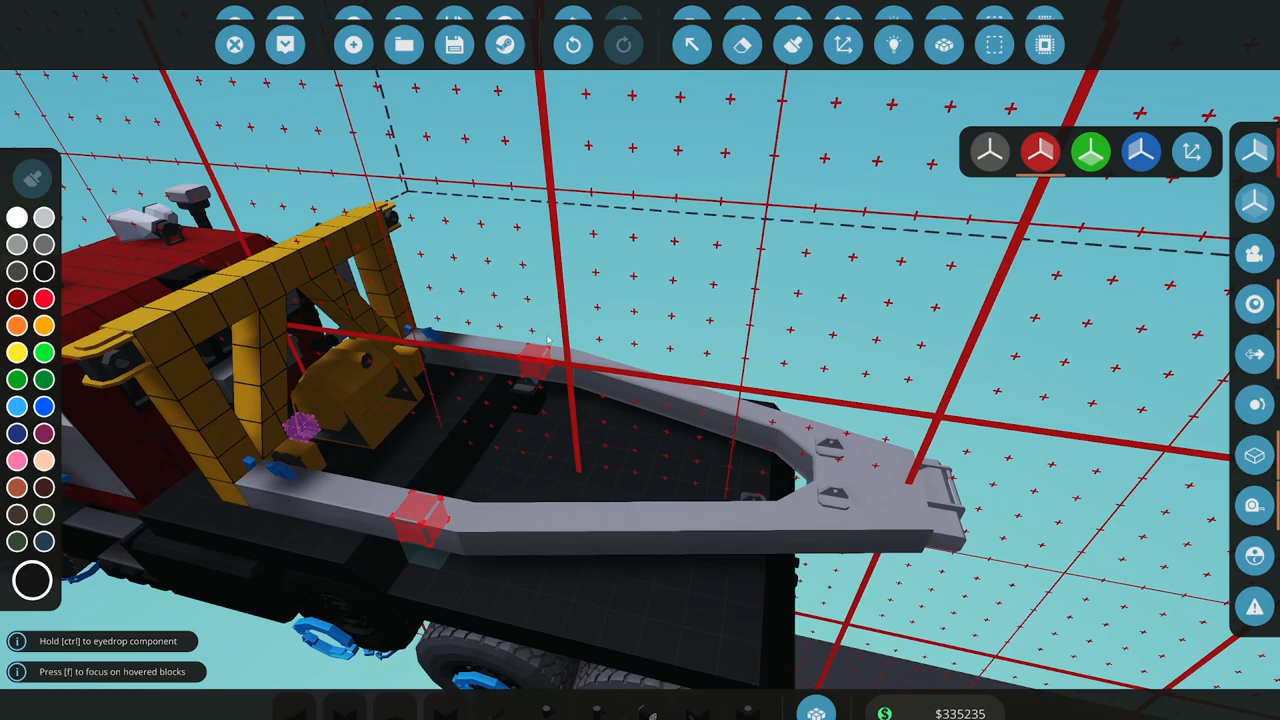 Hold [ctrl] to eyedrop component
Press [f] to focus on hovered blocks
$335235